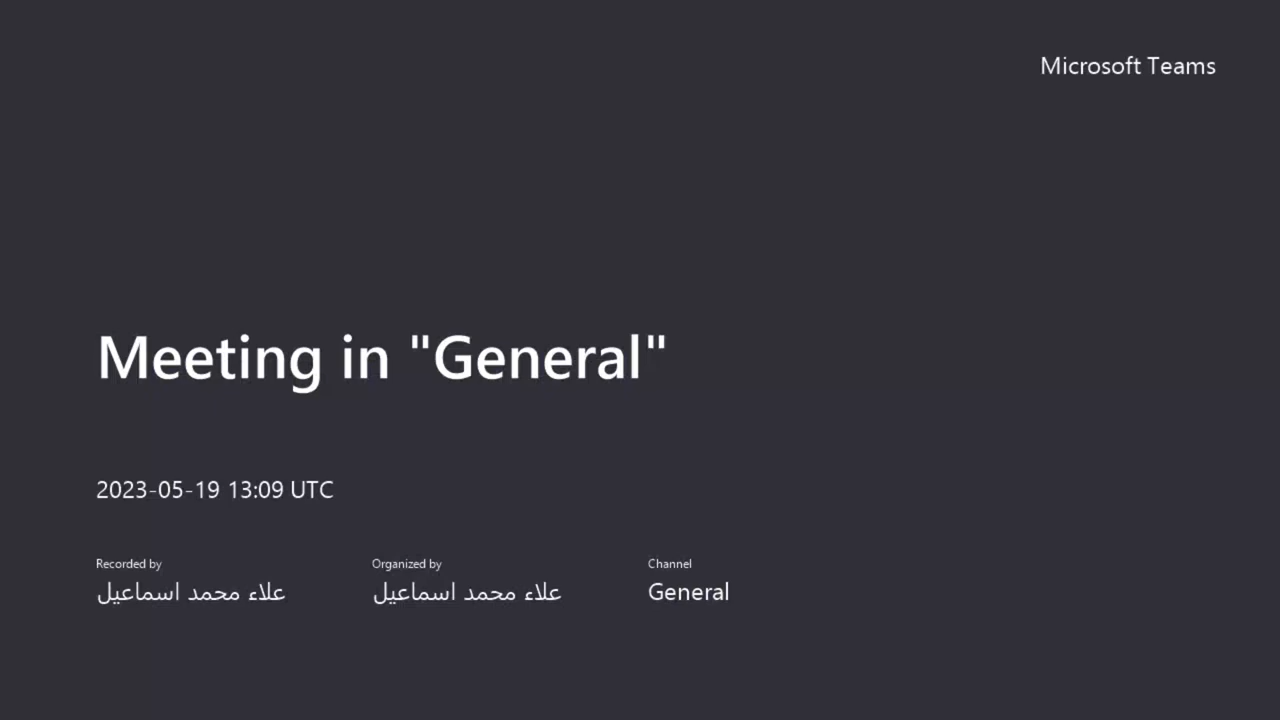 Microsoft Teams
Meeting in "General"
2023-05-19 13:09 UTC
Recorded by
علاء محمد اسماعيل
Organized by
علاء محمد اسماعيل
Channel
General